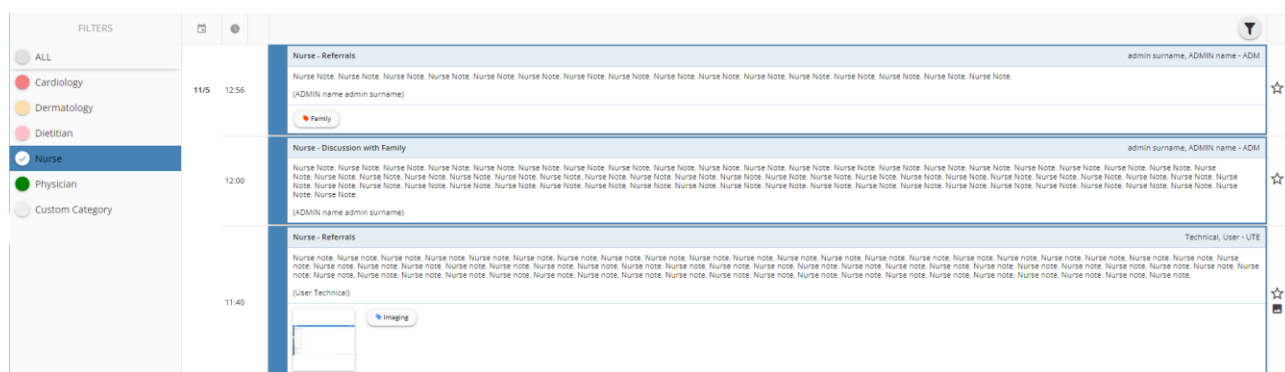 FILTERS
ALL
Cardiology
Dermatology
Dietitian
Nurse
Physician
Custom Category
11/5
12:56
Nurse - Referrals
admin surname, ADMIN name - ADM
Nurse Note. Nurse Note. Nurse Note. Nurse Note. Nurse Note. Nurse Note. Nurse Note. Nurse Note. Nurse Note. Nurse Note. Nurse Note. Nurse Note. Nurse Note. Nurse Note. Nurse Note. Nurse Note.
(ADMIN name admin surname)
Family
12:00
Nurse - Discussion with Family
admin surname, ADMIN name - ADM
Nurse Note. Nurse Note. Nurse Note. Nurse Note. Nurse Note. Nurse Note. Nurse Note. Nurse Note. Nurse Note. Nurse Note. Nurse Note. Nurse Note. Nurse Note. Nurse Note. Nurse Note. Nurse Note. Nurse Note. Nurse Note. Nurse Note. Nurse Note. Nurse
Note. Nurse Note. Nurse Note. Nurse Note. Nurse Note. Nurse Note. Nurse Note. Nurse Note. Nurse Note. Nurse Note. Nurse Note. Nurse Note. Nurse Note. Nurse Note. Nurse Note. Nurse Note. Nurse Note. Nurse Note. Nurse Note. Nurse Note. Nurse Note. Nurse
Note. Nurse Note. Nurse Note. Nurse Note. Nurse Note. Nurse Note. Nurse Note. Nurse Note. Nurse Note. Nurse Note. Nurse Note. Nurse Note. Nurse Note. Nurse Note. Nurse Note. Nurse Note. Nurse Note. Nurse Note. Nurse Note. Nurse Note. Nurse Note. Nurse
Note. Nurse Note.
(ADMIN name admin surname)
11:40
Nurse - Referrals
Technical, User - UTE
Nurse note. Nurse note. Nurse note. Nurse note. Nurse note. Nurse note. Nurse note. Nurse note. Nurse note. Nurse note. Nurse note. Nurse note. Nurse note. Nurse note. Nurse note. Nurse note. Nurse note. Nurse note. Nurse note. Nurse note. Nurse note. Nurse
note. Nurse note. Nurse note. Nurse note. Nurse note. Nurse note. Nurse note. Nurse note. Nurse note. Nurse note. Nurse note. Nurse note. Nurse note. Nurse note. Nurse note. Nurse note. Nurse note. Nurse note. Nurse note. Nurse note. Nurse note. Nurse note. Nurse
note. Nurse note. Nurse note. Nurse note. Nurse note. Nurse note. Nurse note. Nurse note. Nurse note. Nurse note. Nurse note. Nurse note. Nurse note. Nurse note. Nurse note. Nurse note. Nurse note. Nurse note. Nurse note. Nurse note. Nurse note.
(User Technical)
Imaging